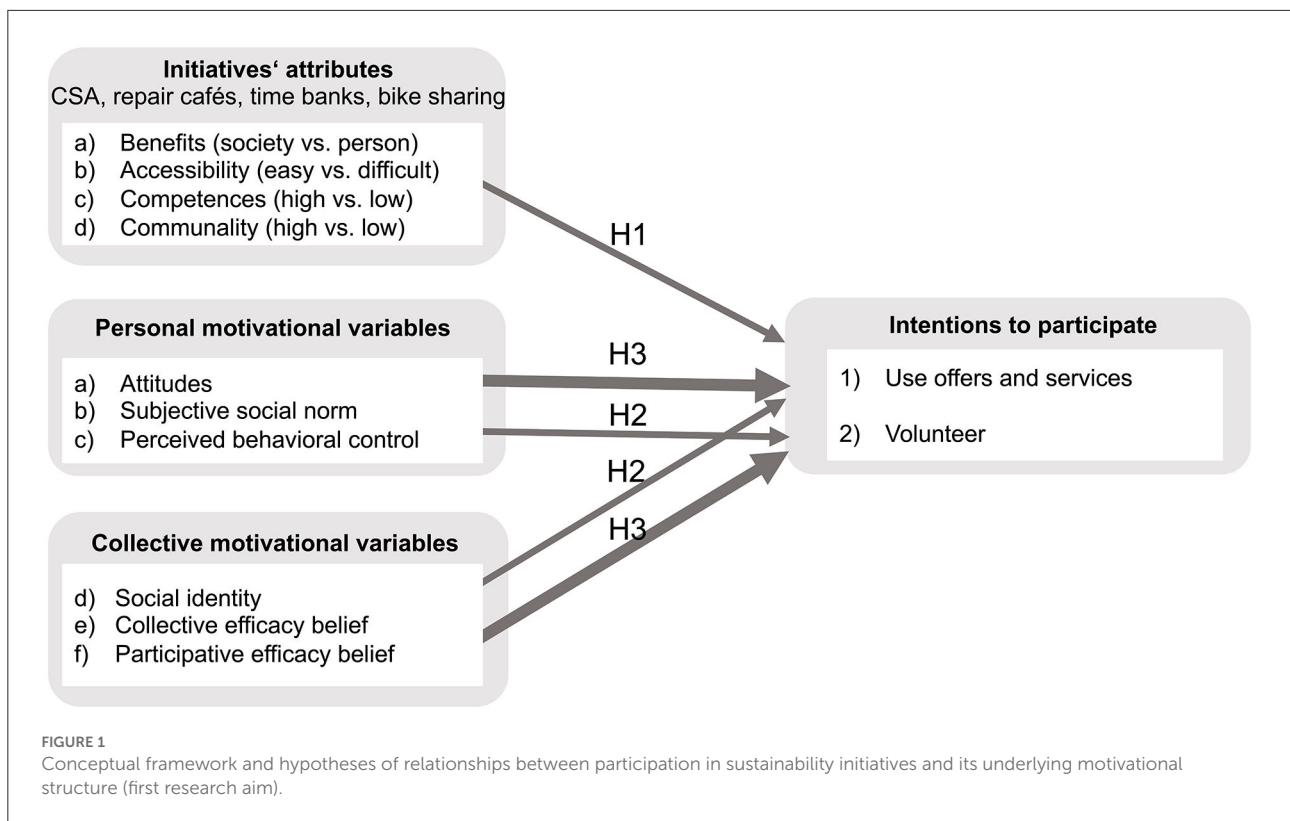 Initiatives‘ attributes
CSA, repair cafés, time banks, bike sharing
a) Benefits (society vs. person)
b) Accessibility (easy vs. difficult)
c) Competences (high vs. low)
d) Communality (high vs. low)
Personal motivational variables
a) Attitudes
b) Subjective social norm
c) Perceived behavioral control
Collective motivational variables
d) Social identity
e) Collective efficacy belief
f) Participative efficacy belief
H1
H3
H2
H2
H3
Intentions to participate
1) Use offers and services
2) Volunteer
FIGURE 1
Conceptual framework and hypotheses of relationships between participation in sustainability initiatives and its underlying motivational
structure (first research aim).